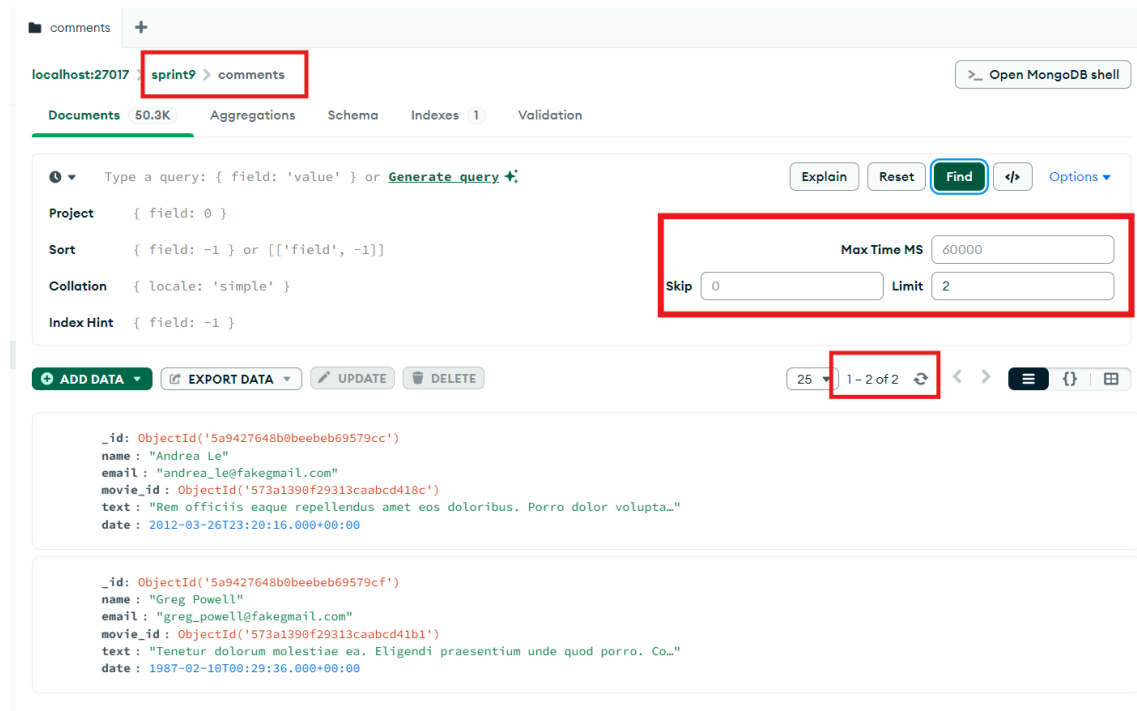 comments +
localhost:27017 > sprint9 > comments
>_ Open MongoDB shell
Documents 50.3K Aggregations Schema Indexes 1 Validation
Type a query: { field: 'value' } or Generate query
Explain Reset Find </> Options
Project { field: 0 }
Sort { field: -1 } or [['field', -1]]
Max Time MS 60000
Collation { locale: 'simple' }
Skip 0 Limit 2
Index Hint { field: -1 }
ADD DATA EXPORT DATA UPDATE DELETE
25 1 – 2 of 2 {}
_id: ObjectId('5a9427648b0beebeb69579cc')
name : "Andrea Le"
email : "andrea_le@fakegmail.com"
movie_id : ObjectId('573a1390f29313caabcd418c')
text : "Rem officiis eaque repellendus amet eos doloribus. Porro dolor volupta…"
date : 2012-03-26T23:20:16.000+00:00
_id: ObjectId('5a9427648b0beebeb69579cf')
name : "Greg Powell"
email : "greg_powell@fakegmail.com"
movie_id : ObjectId('573a1390f29313caabcd41b1')
text : "Tenetur dolorum molestiae ea. Eligendi praesentium unde quod porro. Co…"
date : 1987-02-10T00:29:36.000+00:00